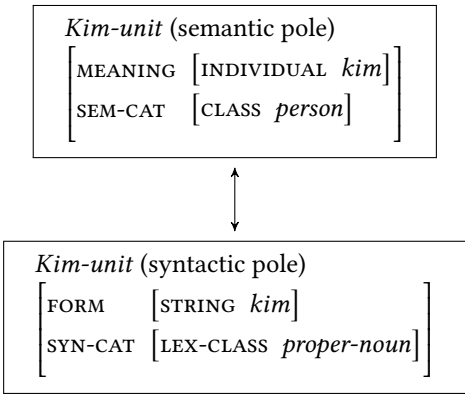 Kim-unit (semantic pole)
MEANING [INDIVIDUAL kim]
SEM-CAT [CLASS person]
Kim-unit (syntactic pole)
FORM [STRING kim]
SYN-CAT [LEX-CLASS proper-noun]